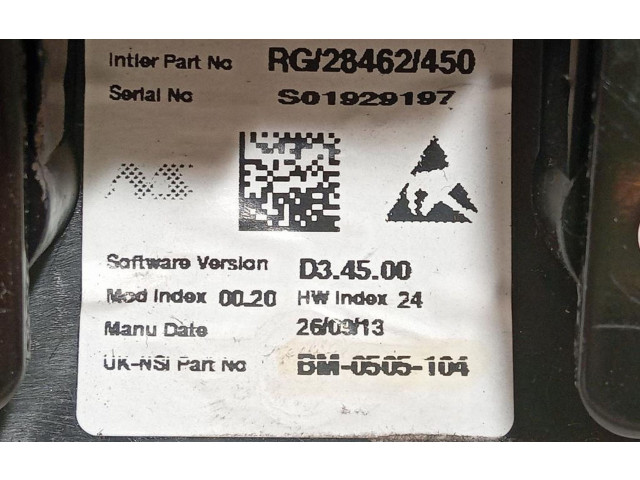 Intier Part No RG/28462/450
Serial No S01929197
Software Version D3.45.00
Mod Index 00.20 HW Index 24
Manu Date 26/09/13
UK-NSI Part No BM-0505-104